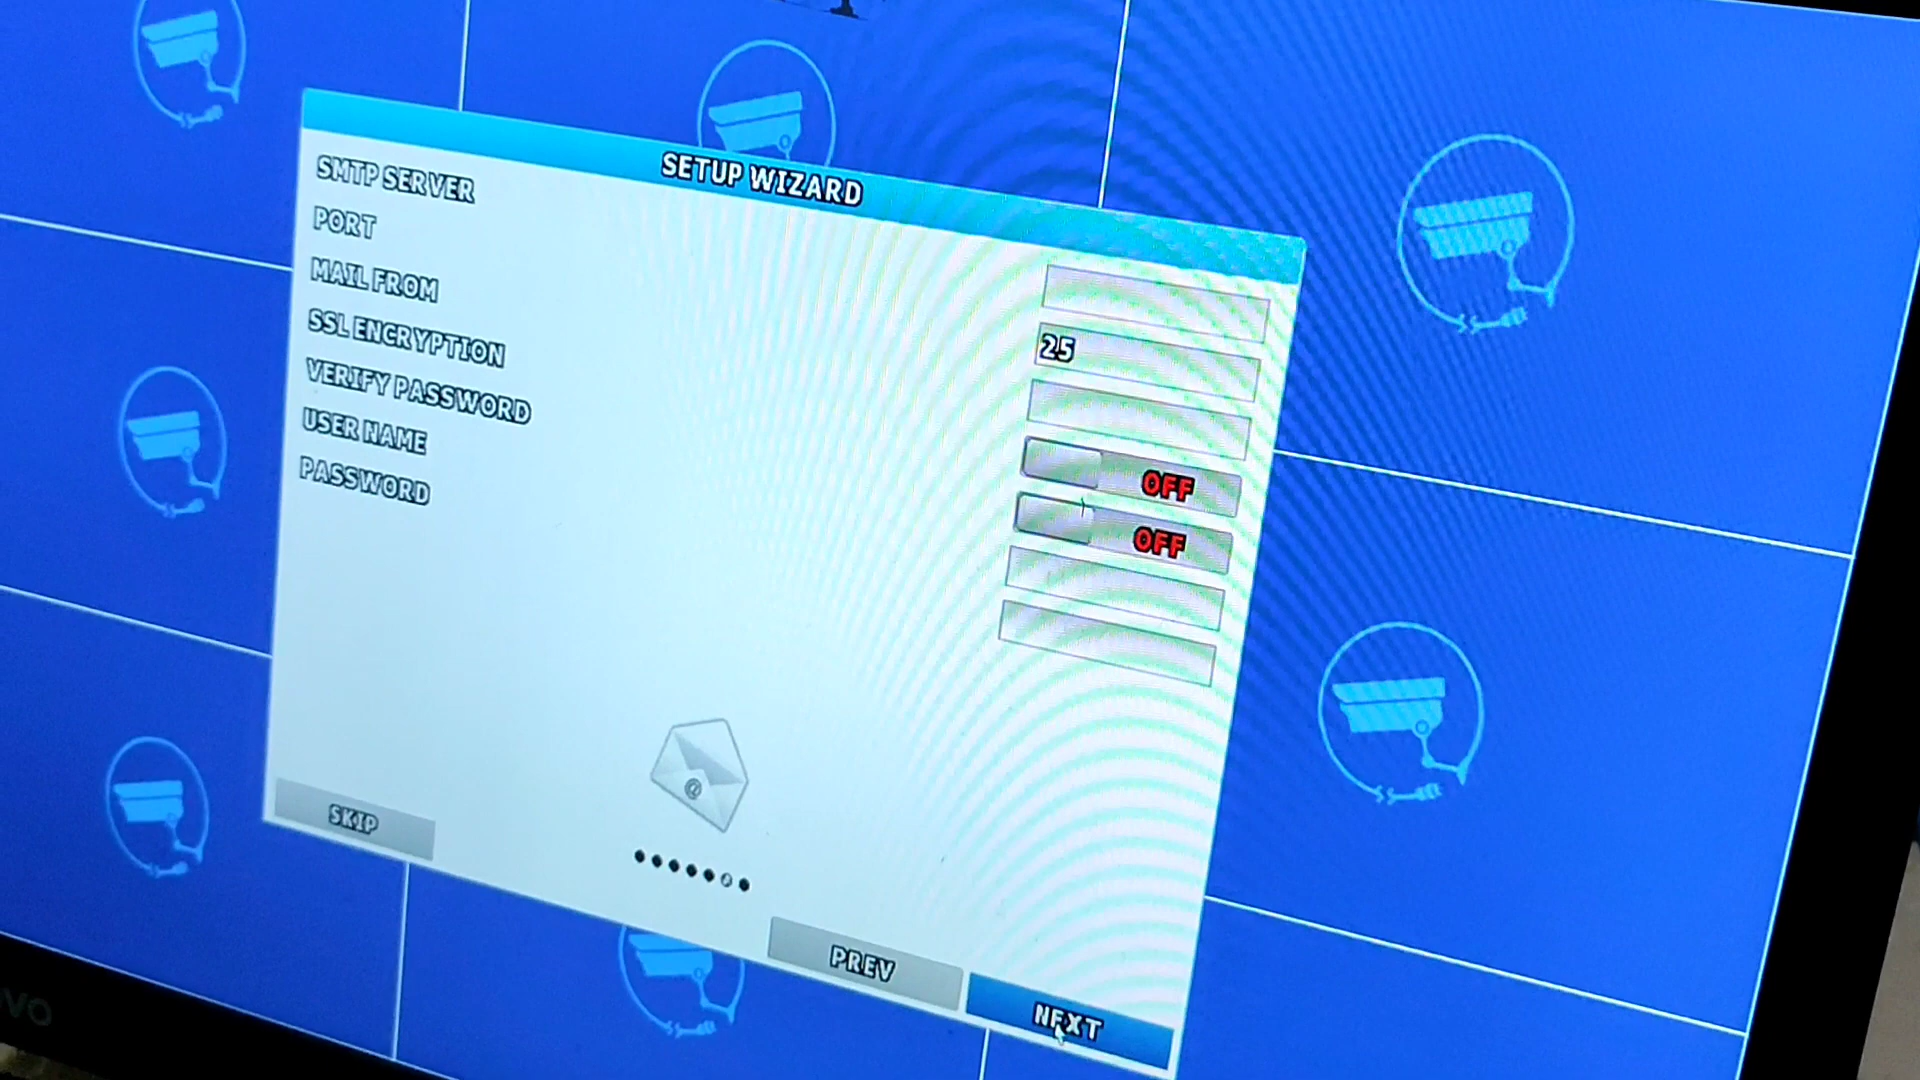 SETUP WIZARD
SMTP SERVER
PORT
25
MAIL FROM
SSL ENCRYPTION
OFF
VERIFY PASSWORD
OFF
USER NAME
PASSWORD
@
SKIP
PREV
NEXT